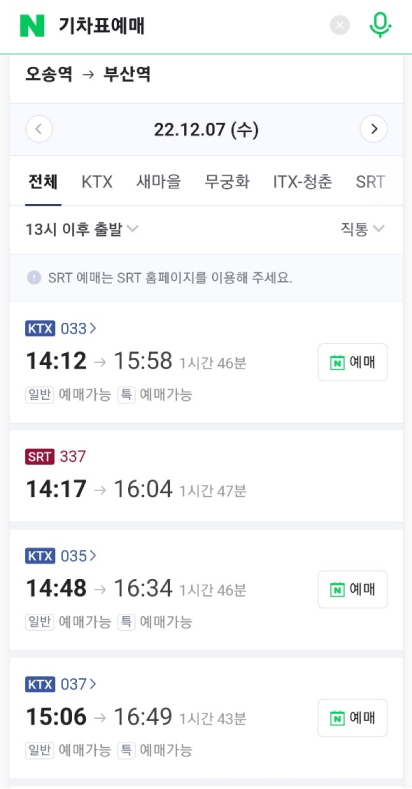 N 기차표예매
오송역 → 부산역
22.12.07 (수)
전체 KTX 새마을 무궁화 ITX-청춘 SRT
13시 이후 출발 직통
SRT 예매는 SRT 홈페이지를 이용해 주세요.
KTX 033
14:12 → 15:58 1시간 46분 N 예매
일반 예매가능 특 예매가능
SRT 337
14:17 → 16:04 1시간 47분
KTX 035
14:48 → 16:34 1시간 46분 N 예매
일반 예매가능 특 예매가능
KTX 037
15:06 → 16:49 1시간 43분 N 예매
일반 예매가능 특 예매가능